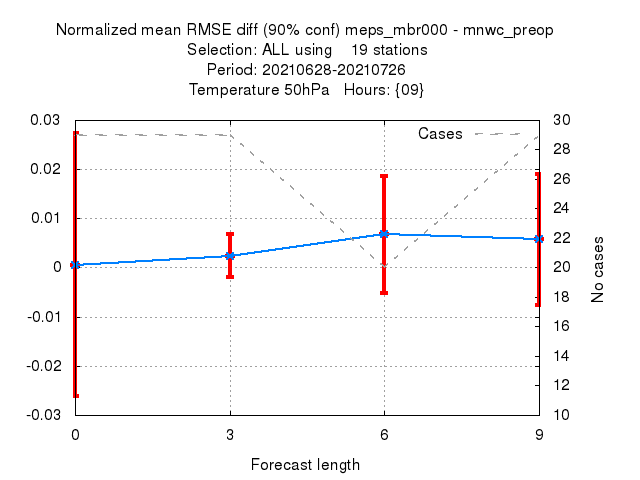 Normalized mean RMSE diff (90% conf) meps_mbr000 - mnwc_preop
Selection: ALL using    19 stations
Period: 20210628-20210726
Temperature 50hPa   Hours: {09}
Cases
0.03
0.02
0.01
0
-0.01
-0.02
-0.03
30
28
26
24
22
20
18
16
14
12
10
No cases
0 3 6 9
Forecast length